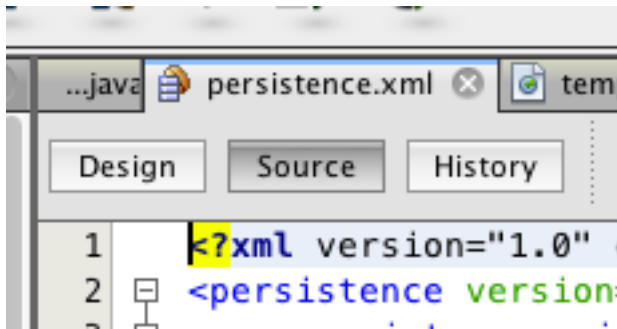 ...java persistence.xml tem
Design Source History
1 <?xml version="1.0"
2 <persistence version=